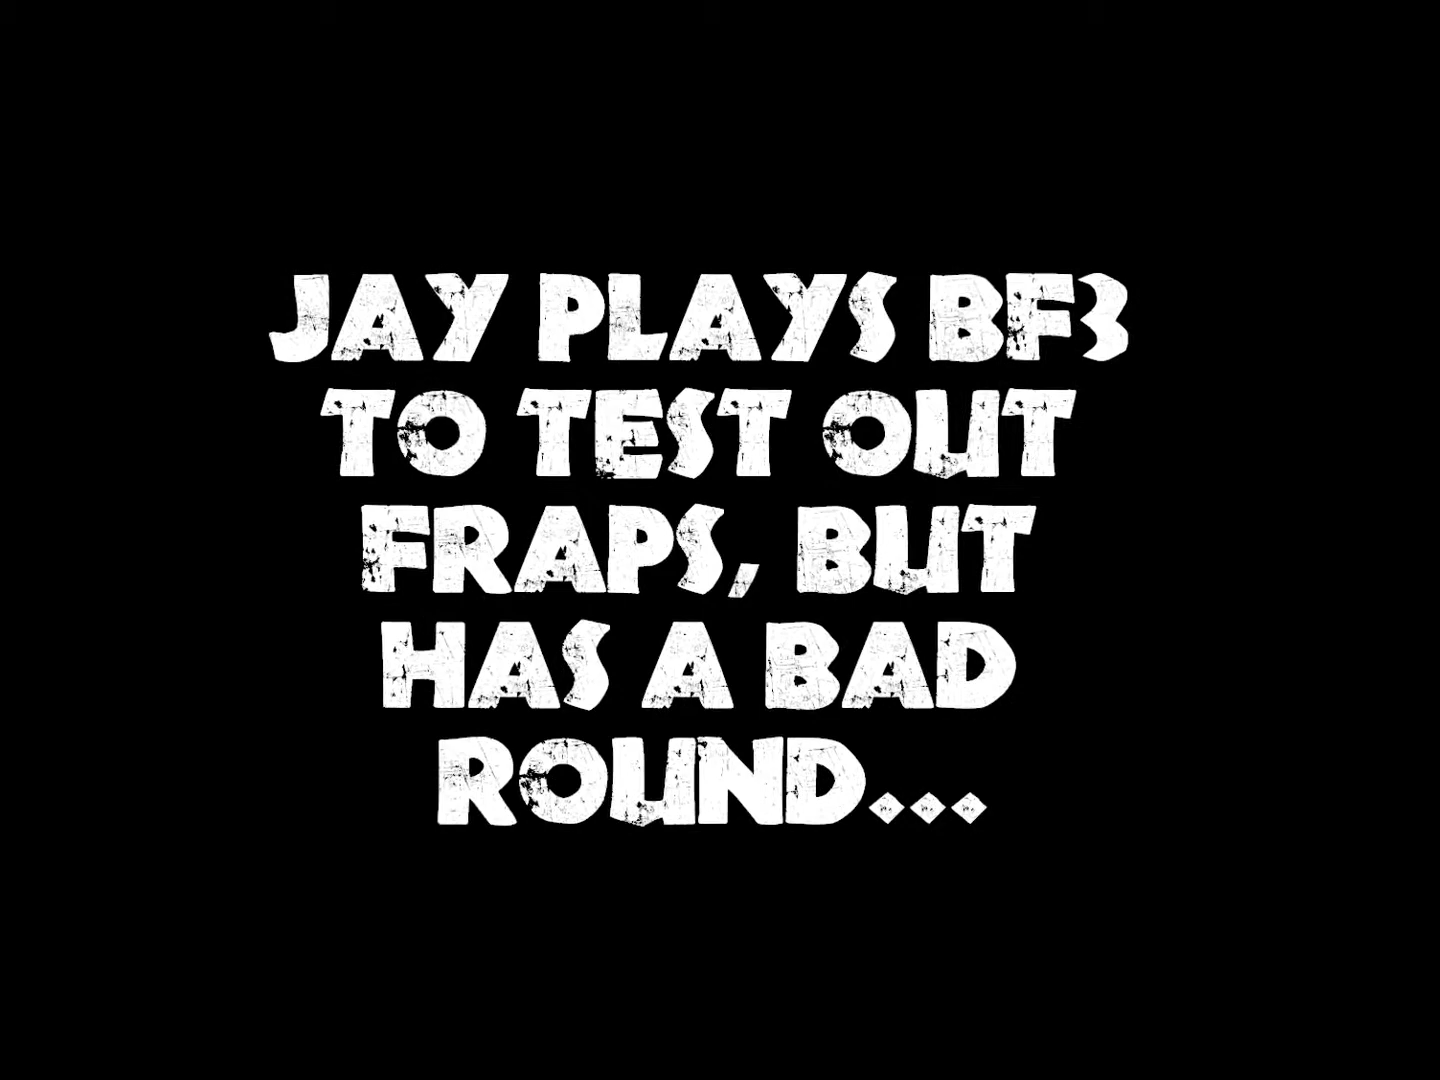 JAY PLAYS BF3
TO TEST OUT
FRAPS, BUT
HAS A BAD
ROUND...